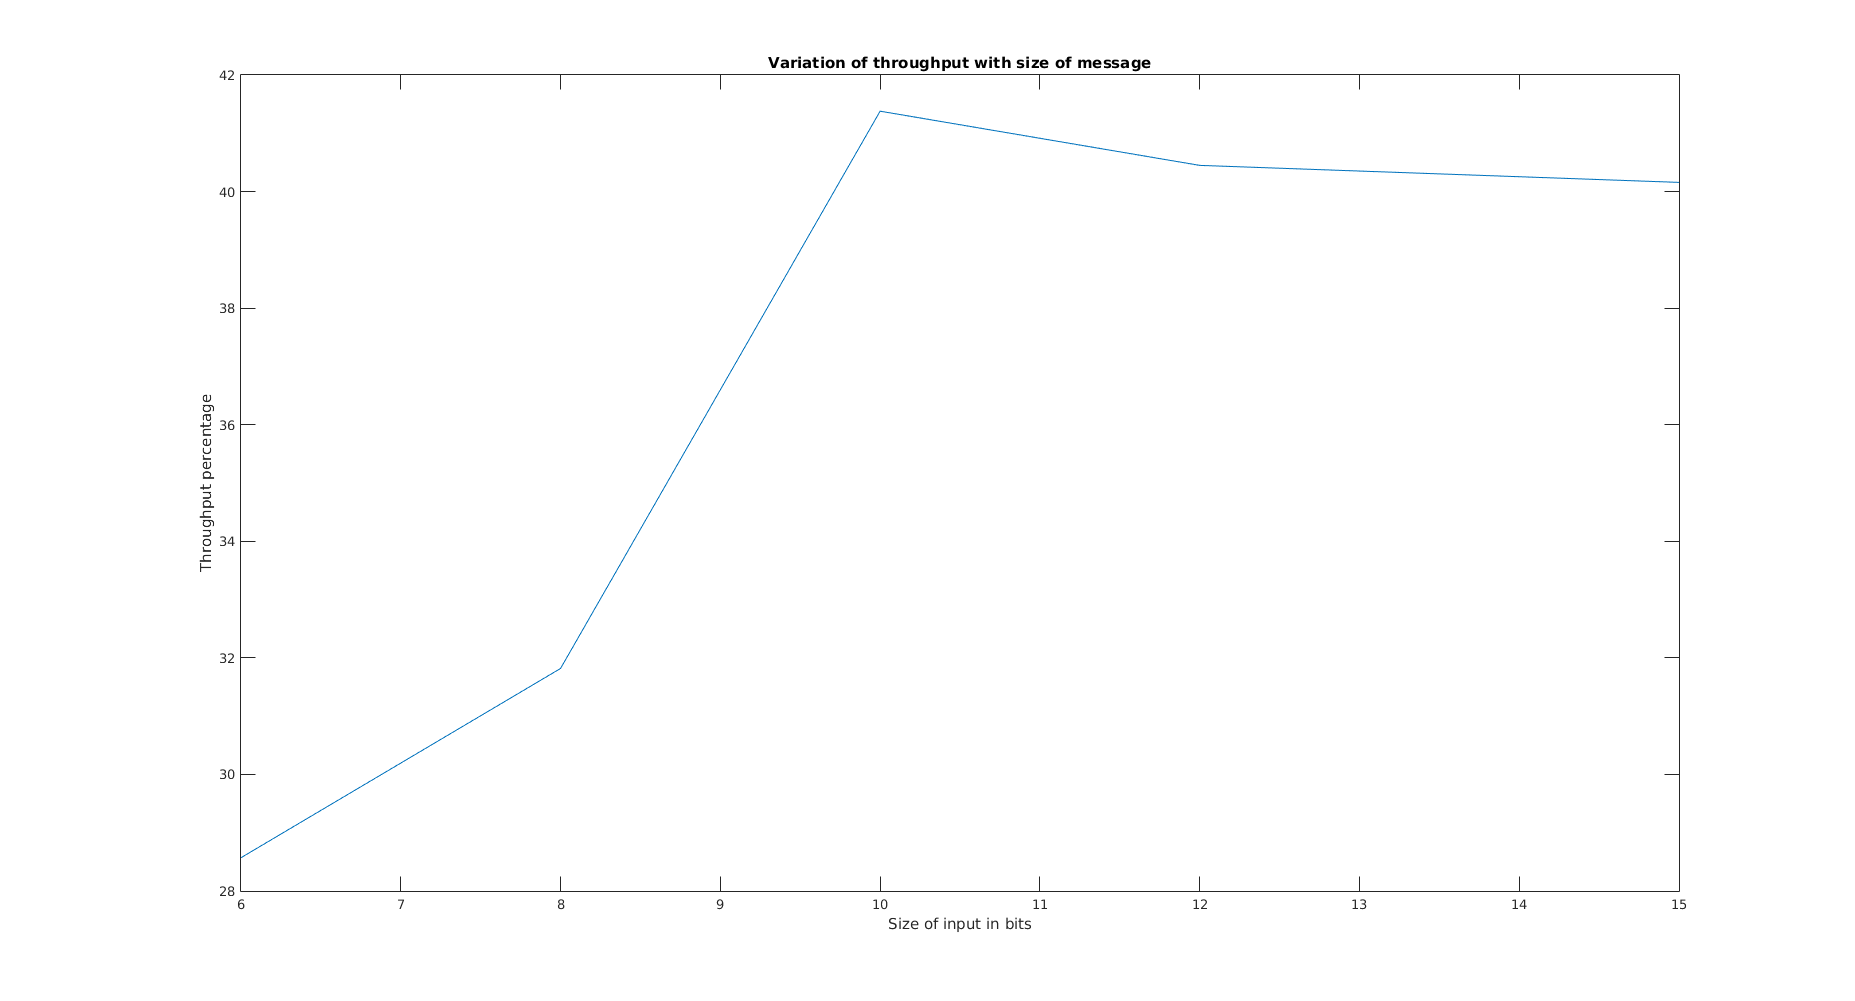 Variation of throughput with size of message
42
40
38
36
34
32
30
28
Throughput percentage
6 7 8 9 10 11 12 13 14 15
Size of input in bits